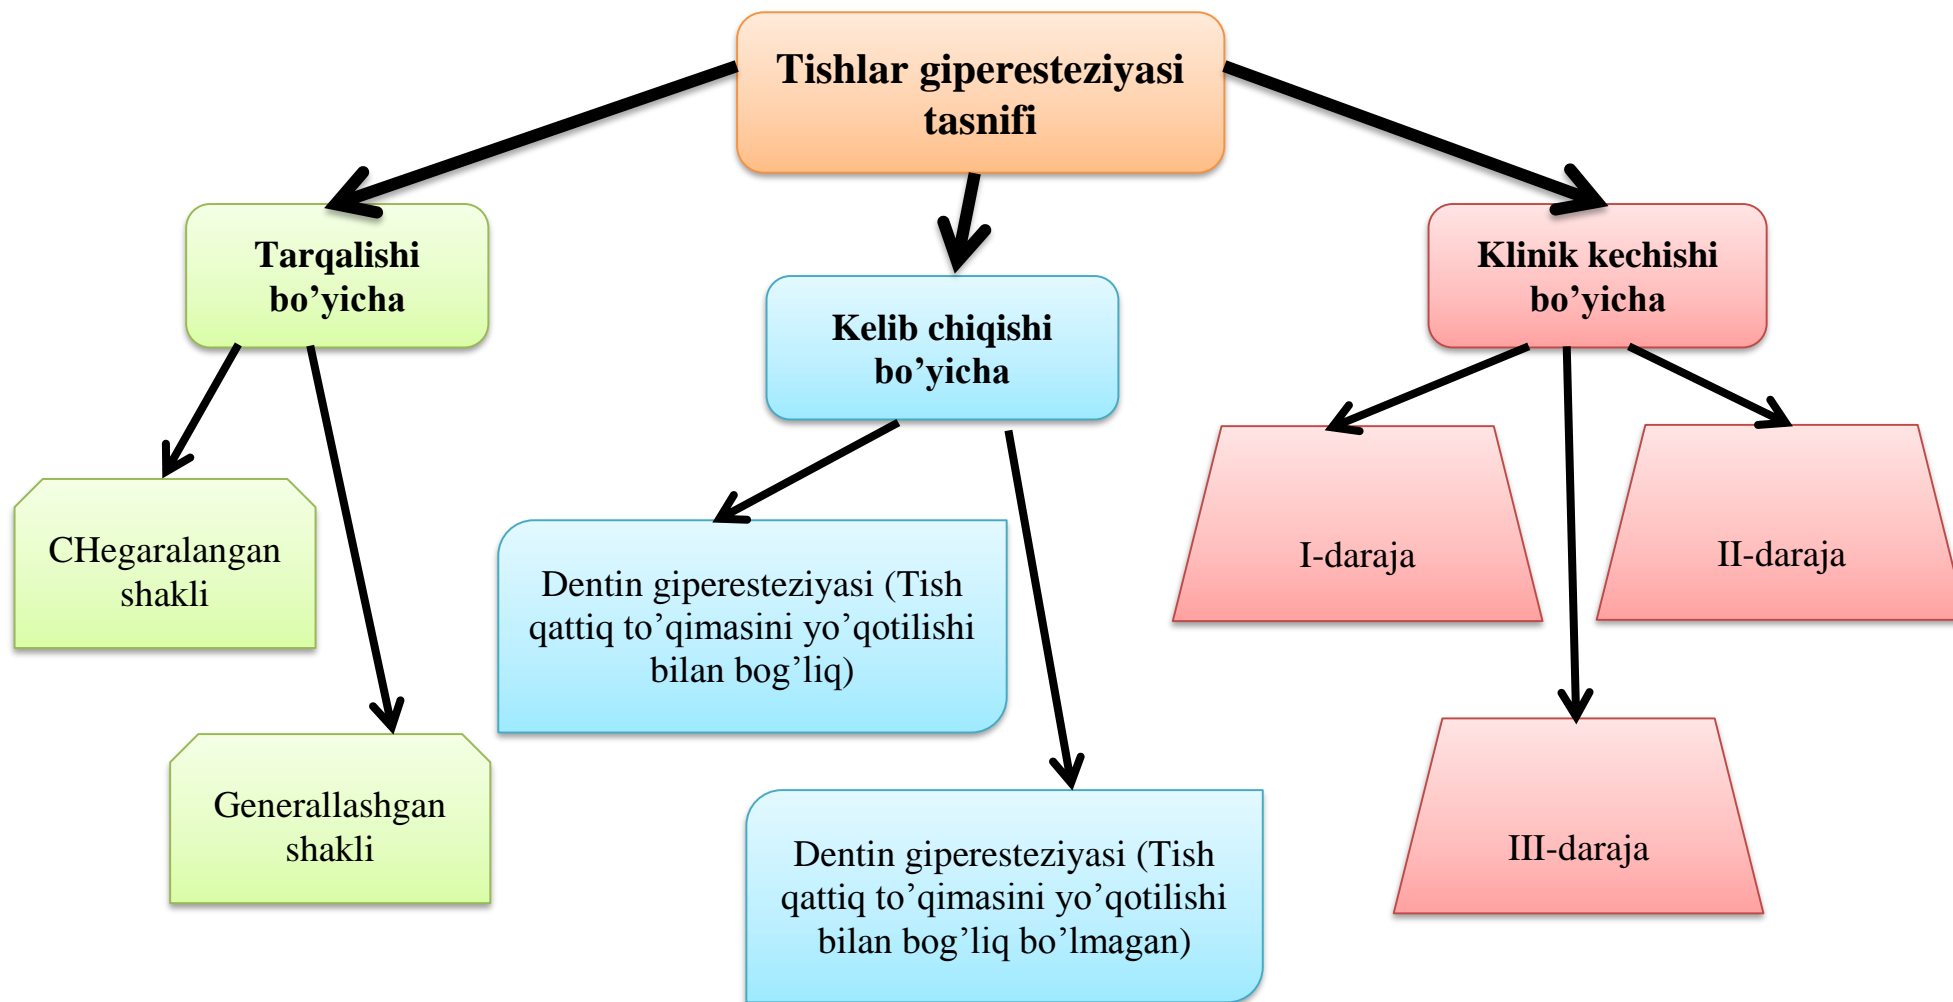 Tishlar giperesteziyasi
tasnifi
Tarqalishi
bo’yicha
Kelib chiqishi
bo’yicha
Klinik kechishi
bo’yicha
CHegaralangan
shakli
Generallashgan
shakli
Dentin giperesteziyasi (Tish
qattiq to’qimasini yo’qotilishi
bilan bog’liq)
Dentin giperesteziyasi (Tish
qattiq to’qimasini yo’qotilishi
bilan bog’liq bo’lmagan)
I-daraja
II-daraja
III-daraja